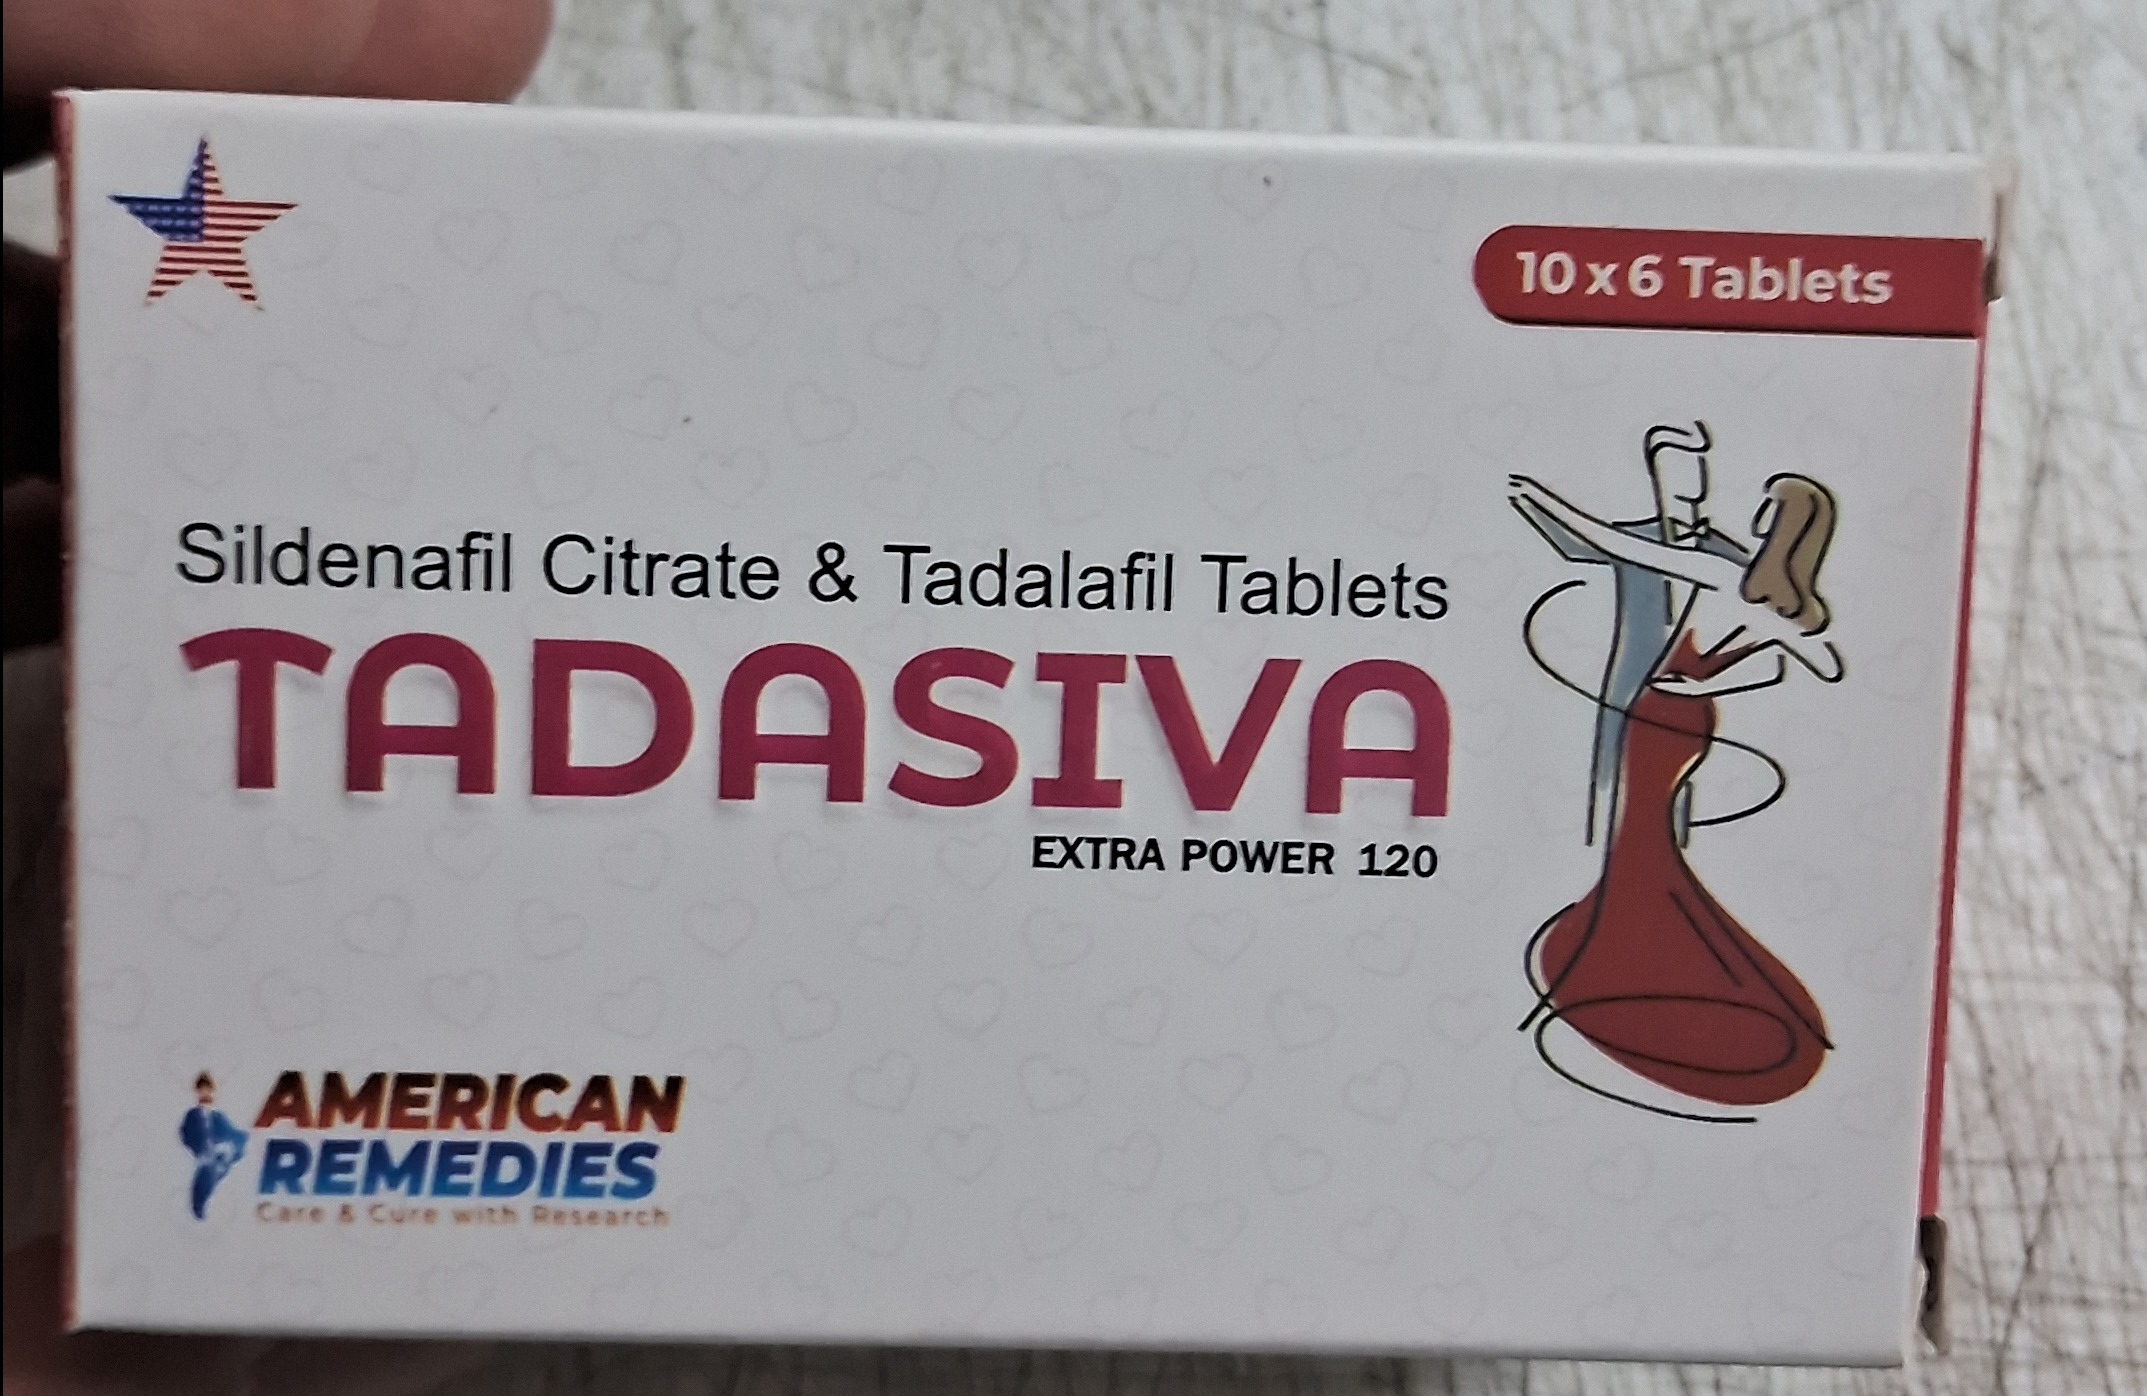 10 x 6 Tablets
Sildenafil Citrate & Tadalafil Tablets
TADASIVA
EXTRA POWER 120
AMERICAN
REMEDIES
Care & Cure with Research